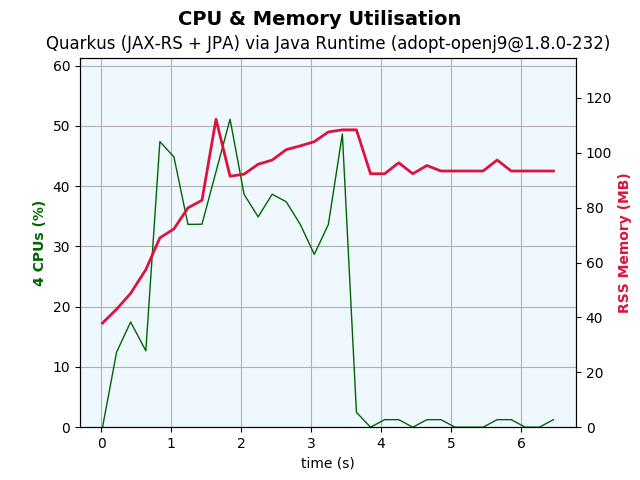 CPU & Memory Utilisation
Quarkus (JAX-RS + JPA) via Java Runtime (adopt-openj9@1.8.0-232)
60
50
40
30
20
10
0
4 CPUs (%)
120
100
80
60
40
20
0
RSS Memory (MB)
0 1 2 3 4 5 6
time (s)